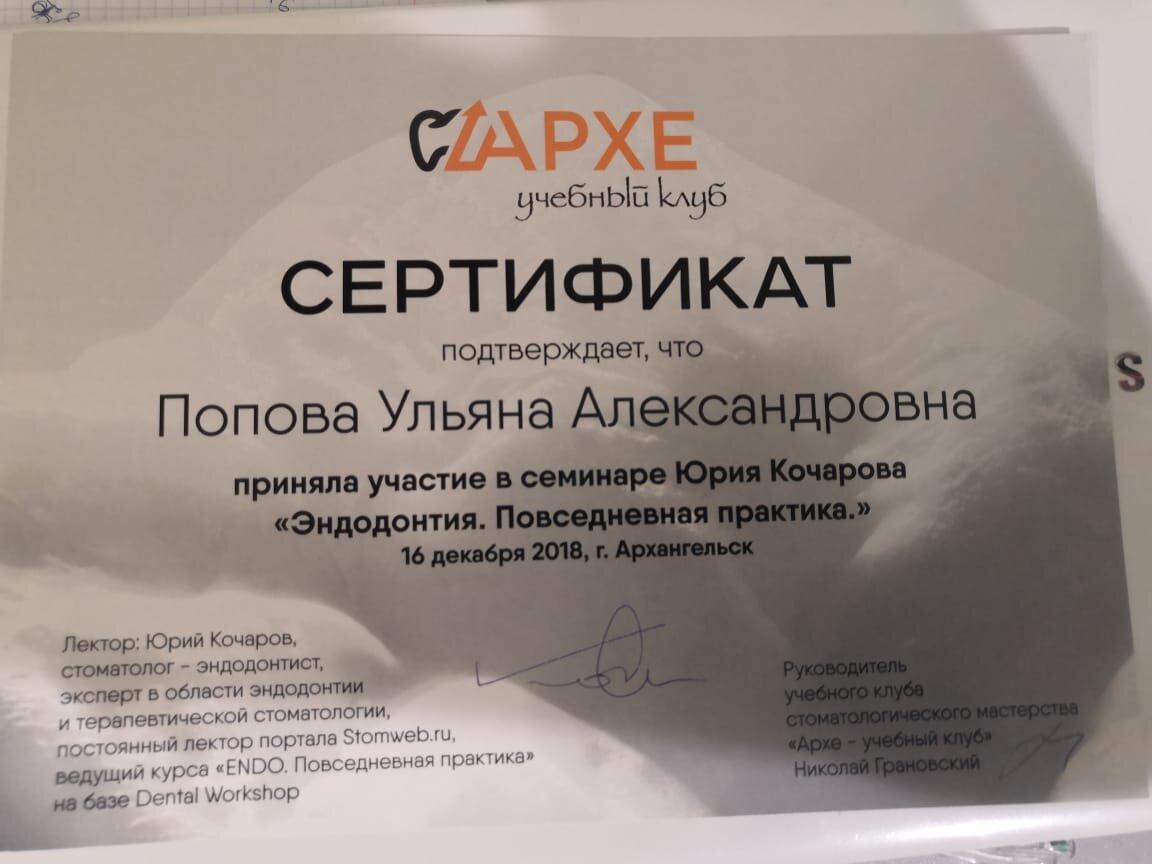 АРХЕ
учебный клуб
СЕРТИФИКАТ
подтверждает, что
Попова Ульяна Александровна
приняла участие в семинаре Юрия Кочарова
«Эндодонтия. Повседневная практика.»
16 декабря 2018, г. Архангельск
Лектор: Юрий Кочаров,
стоматолог - эндодонтист,
эксперт в области эндодонтии
и терапевтической стоматологии,
постоянный лектор портала Stomweb.ru,
ведущий курса «ENDO. Повседневная практика»
на базе Dental Workshop
Руководитель
учебного клуба
стоматологического мастерства
«Архе - учебный клуб»
Николай Грановский
S